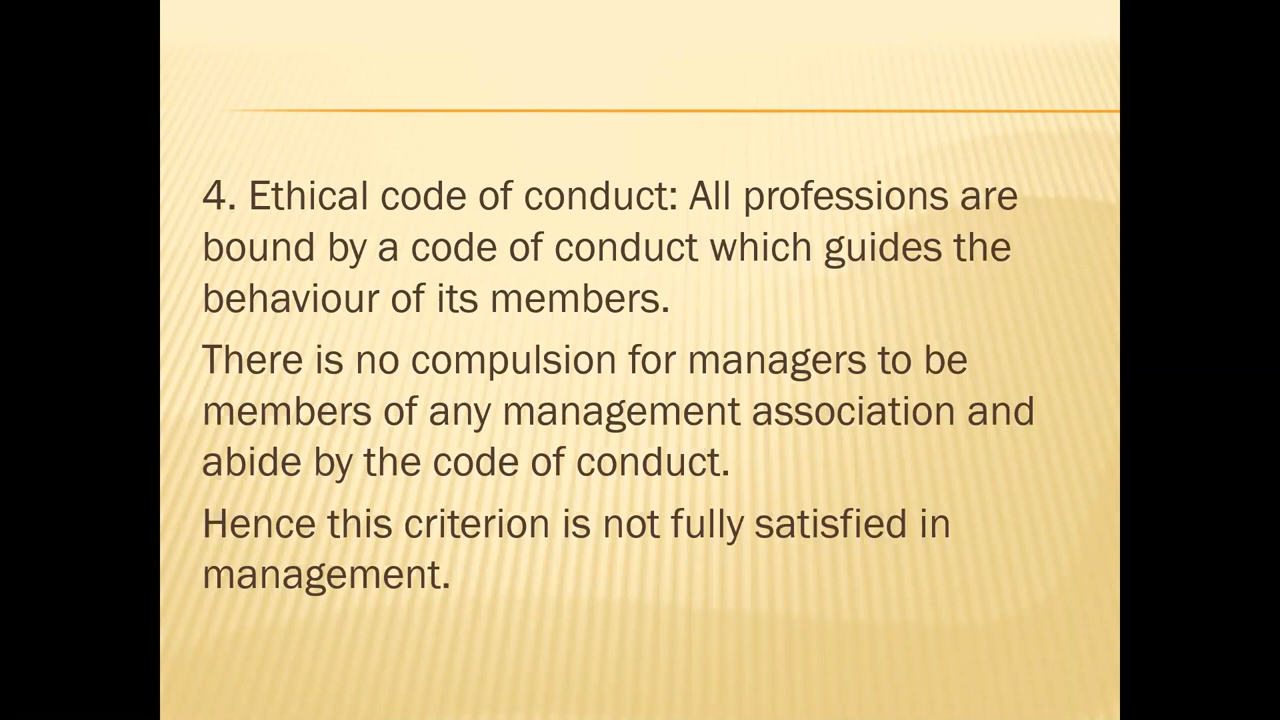 4. Ethical code of conduct: All professions are
bound by a code of conduct which guides the
behaviour of its members.
There is no compulsion for managers to be
members of any management association and
abide by the code of conduct.
Hence this criterion is not fully satisfied in
management.